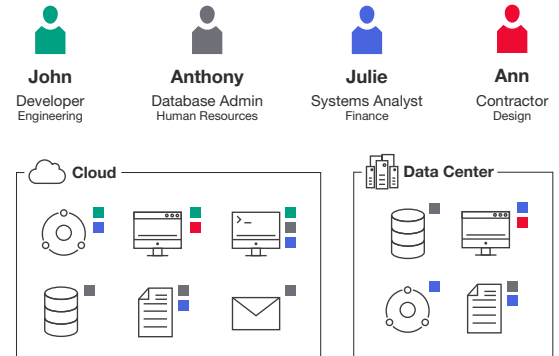 John
Developer
Engineering
Anthony
Database Admin
Human Resources
Julie
Systems Analyst
Finance
Ann
Contractor
Design
Cloud
Data Center
>_